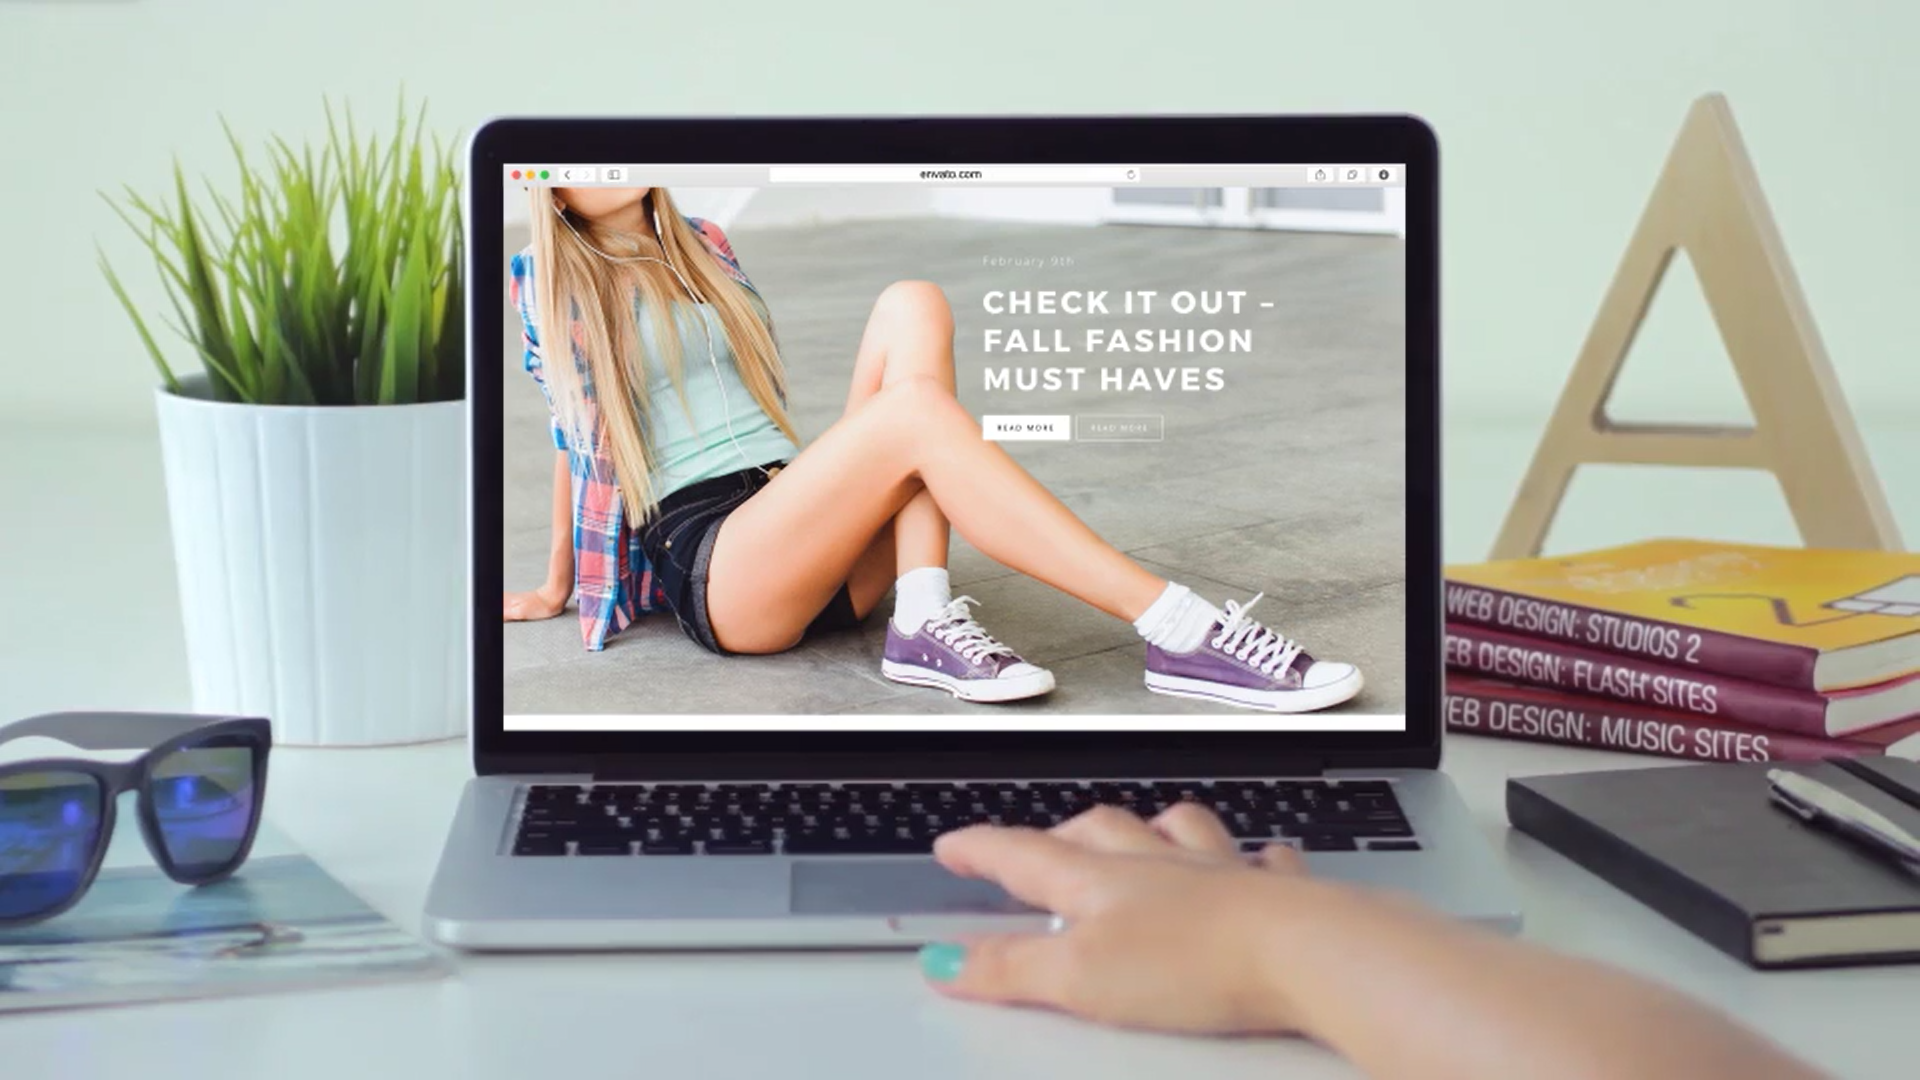 envato.com
February 9th
CHECK IT OUT –
FALL FASHION
MUST HAVES
READ MORE
READ MORE
WEB DESIGN: STUDIOS 2
EB DESIGN: FLASH SITES
EB DESIGN: MUSIC SITES